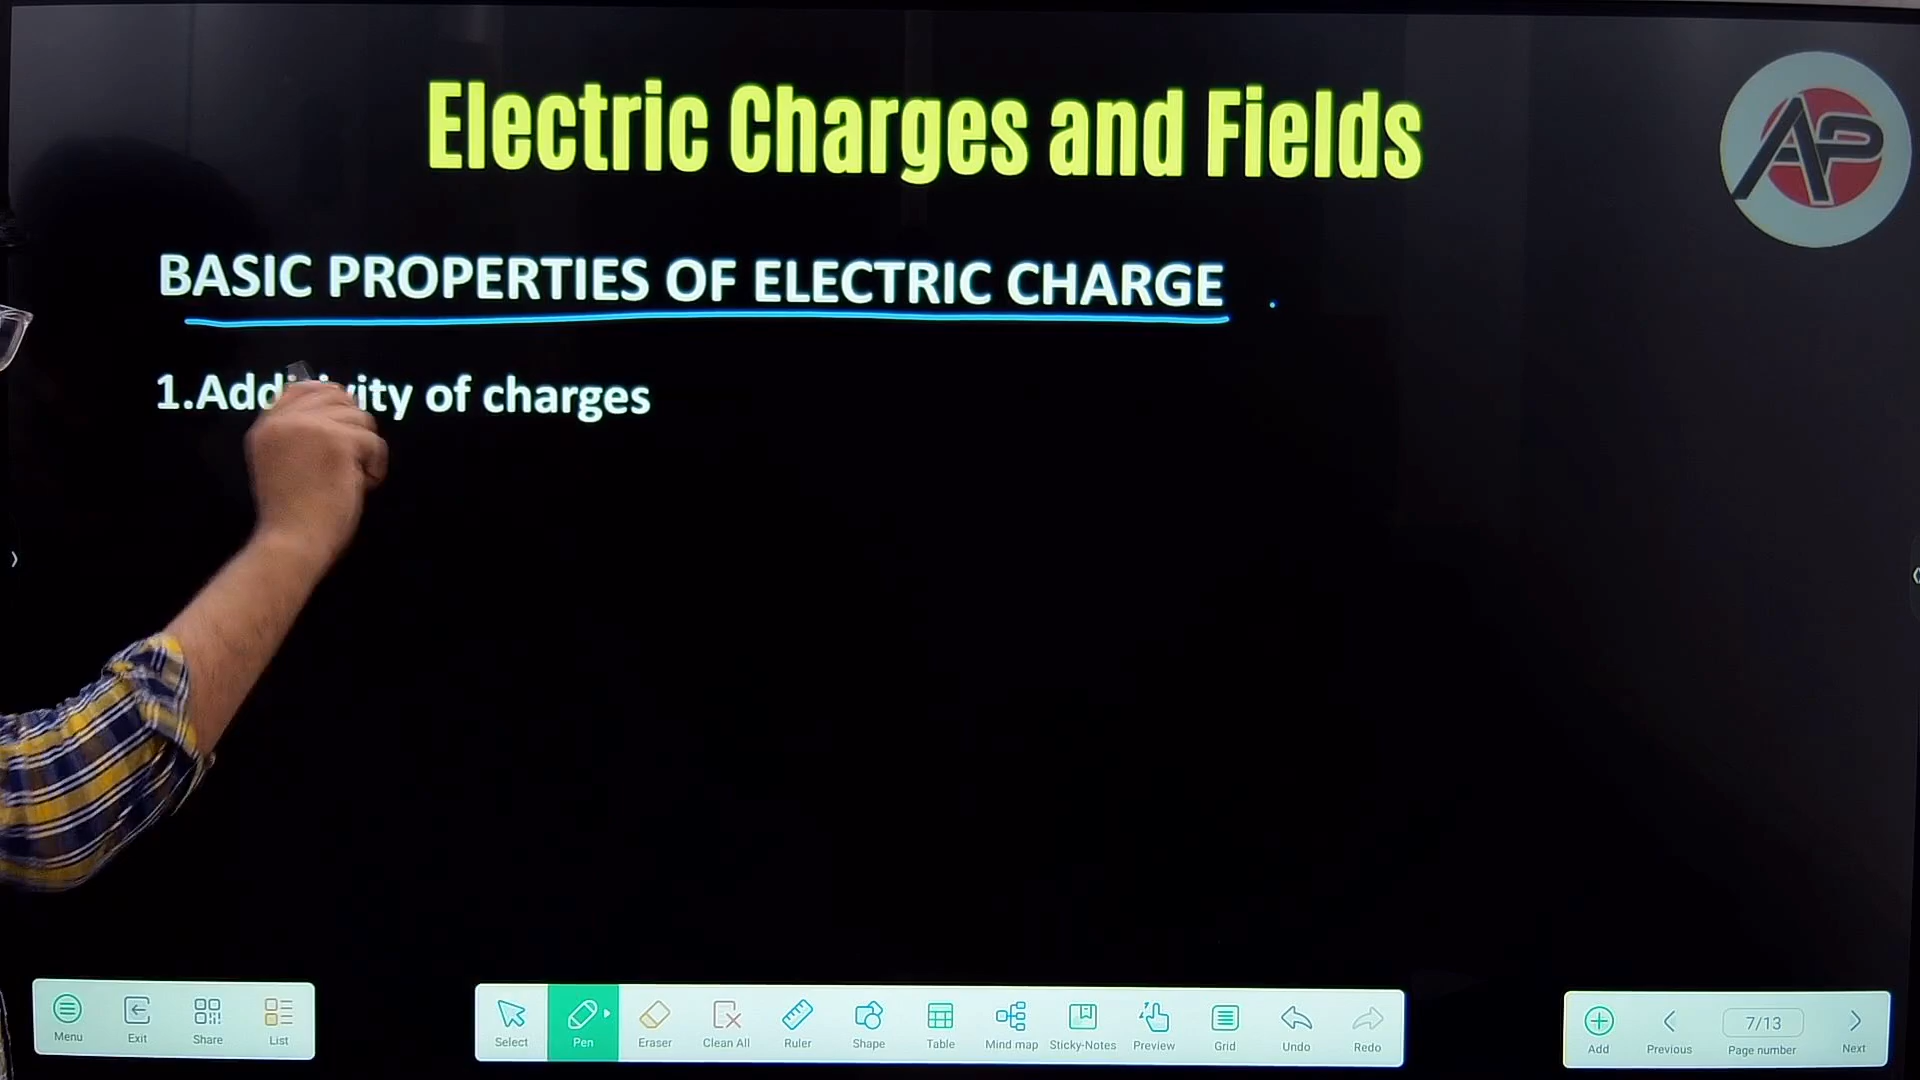 Electric Charges and Fields
AP
BASIC PROPERTIES OF ELECTRIC CHARGE
1.Additivity of charges
Menu Exit Share List
Select Pen Eraser Clean All Ruler Shape Table Mind map Sticky-Notes Preview Grid Undo Redo
Add Previous 7/13 Page number Next